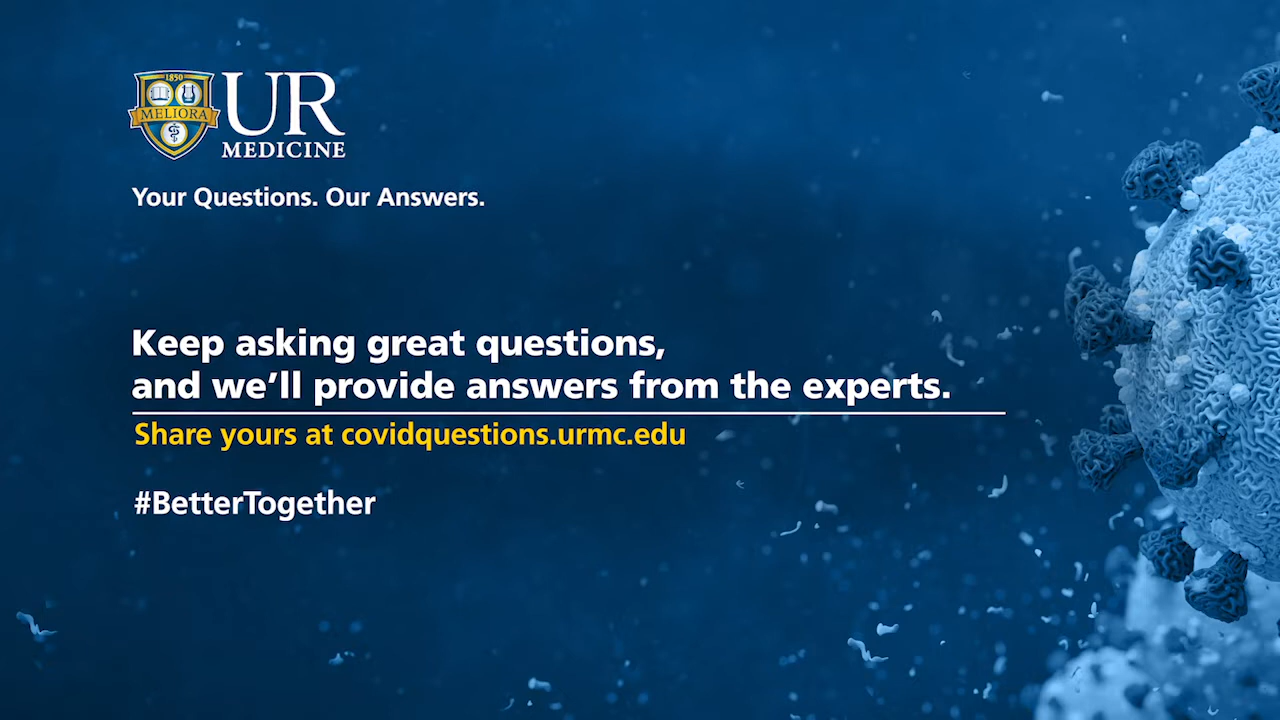 1850
MELIORA
UR
MEDICINE
Your Questions. Our Answers.
Keep asking great questions,
and we’ll provide answers from the experts.
Share yours at covidquestions.urmc.edu
#BetterTogether